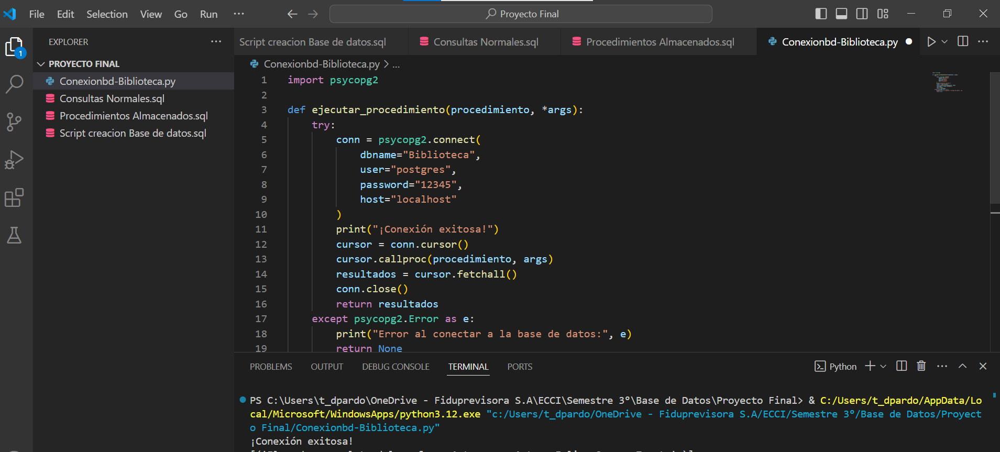 File Edit Selection View Go Run ···
Proyecto Final
EXPLORER ···
1
PROYECTO FINAL
Conexionbd-Biblioteca.py
Consultas Normales.sql
Procedimientos Almacenados.sql
Script creacion Base de datos.sql
Script creacion Base de datos.sql Consultas Normales.sql Procedimientos Almacenados.sql Conexionbd-Biblioteca.py
Conexionbd-Biblioteca.py > ...
1 import psycopg2
2
3 def ejecutar_procedimiento(procedimiento, *args):
4 try:
5 conn = psycopg2.connect(
6 dbname="Biblioteca",
7 user="postgres",
8 password="12345",
9 host="localhost"
10 )
11 print("¡Conexión exitosa!")
12 cursor = conn.cursor()
13 cursor.callproc(procedimiento, args)
14 resultados = cursor.fetchall()
15 conn.close()
16 return resultados
17 except psycopg2.Error as e:
18 print("Error al conectar a la base de datos:", e)
19 return None
PROBLEMS OUTPUT DEBUG CONSOLE TERMINAL PORTS
Python
PS C:\Users\t_dpardo\OneDrive - Fiduprevisora S.A\ECCI\Semestre 3°\Base de Datos\Proyecto Final> & C:/Users/t_dpardo/AppData/Lo
cal/Microsoft/WindowsApps/python3.12.exe "c:/Users/t_dpardo/OneDrive - Fiduprevisora S.A/ECCI/Semestre 3°/Base de Datos/Proyect
o Final/Conexionbd-Biblioteca.py"
¡Conexión exitosa!